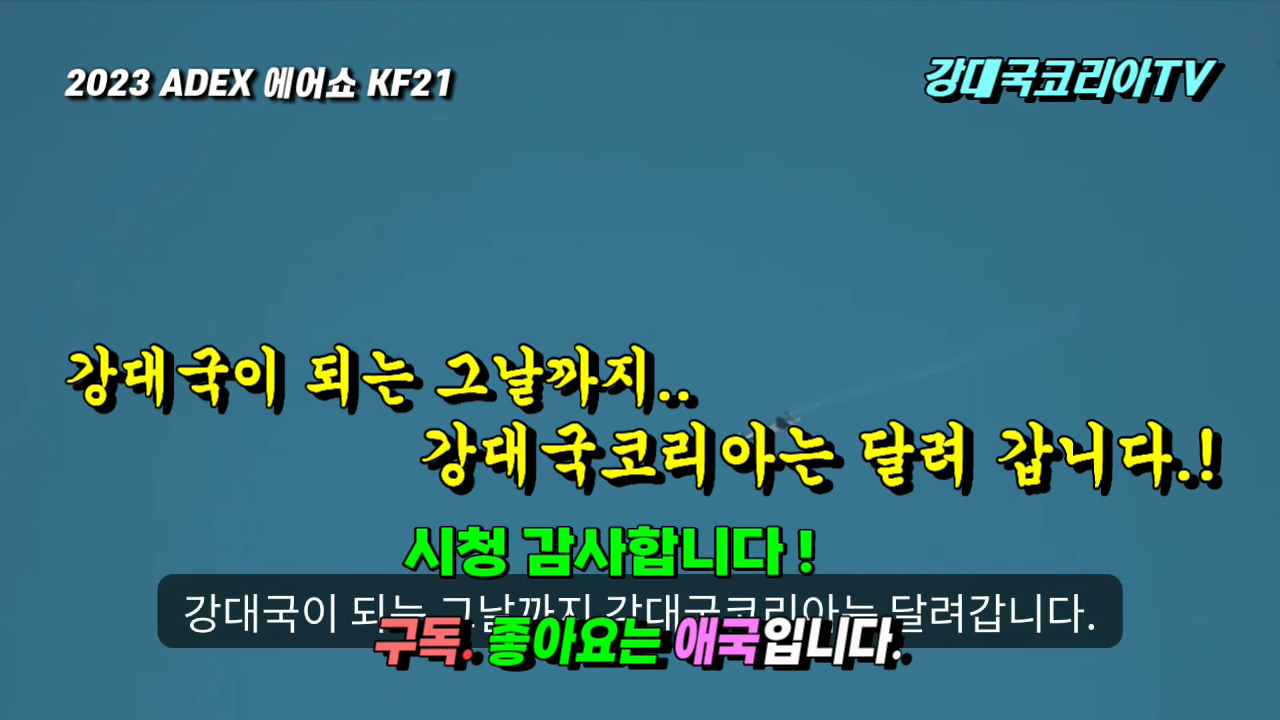 2023 ADEX 에어쇼 KF21
강대국코리아TV
강대국이 되는 그날까지..
강대국코리아는 달려 갑니다.!
시청 감사합니다 !
강대국이 되는 그날까지 강대국코리아는 달려갑니다.
구독. 좋아요는 애국입니다.